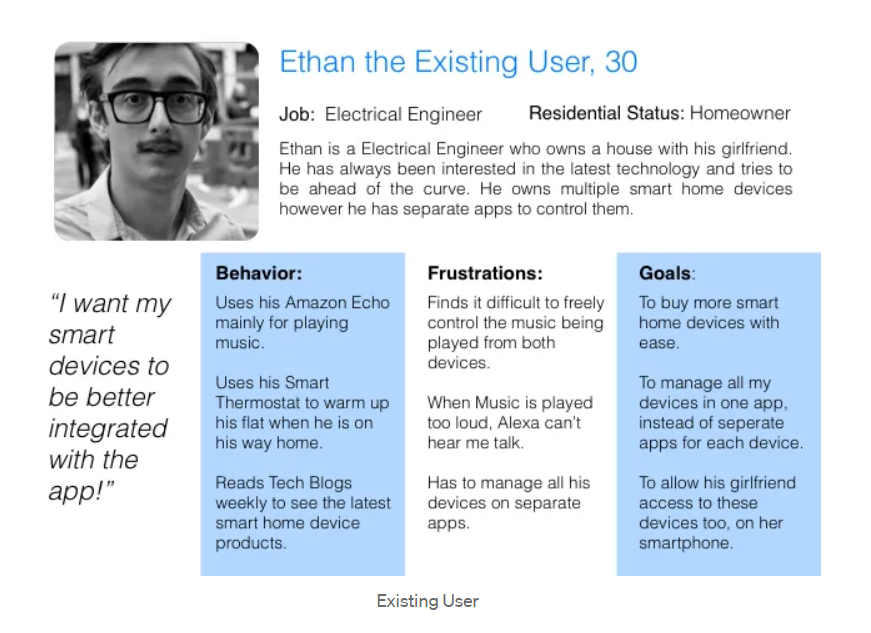 Ethan the Existing User, 30
Job: Electrical Engineer
Residential Status: Homeowner
Ethan is a Electrical Engineer who owns a house with his girlfriend.
He has always been interested in the latest technology and tries to
be ahead of the curve. He owns multiple smart home devices
however he has separate apps to control them.
“I want my
smart
devices to
be better
integrated
with the
app!”
Behavior:
Uses his Amazon Echo
mainly for playing
music.
Uses his Smart
Thermostat to warm up
his flat when he is on
his way home.
Reads Tech Blogs
weekly to see the latest
smart home device
products.
Frustrations:
Finds it difficult to freely
control the music being
played from both
devices.
When Music is played
too loud, Alexa can’t
hear me talk.
Has to manage all his
devices on separate
apps.
Goals:
To buy more smart
home devices with
ease.
To manage all my
devices in one app,
instead of seperate
apps for each device.
To allow his girlfriend
access to these
devices too, on her
smartphone.
Existing User